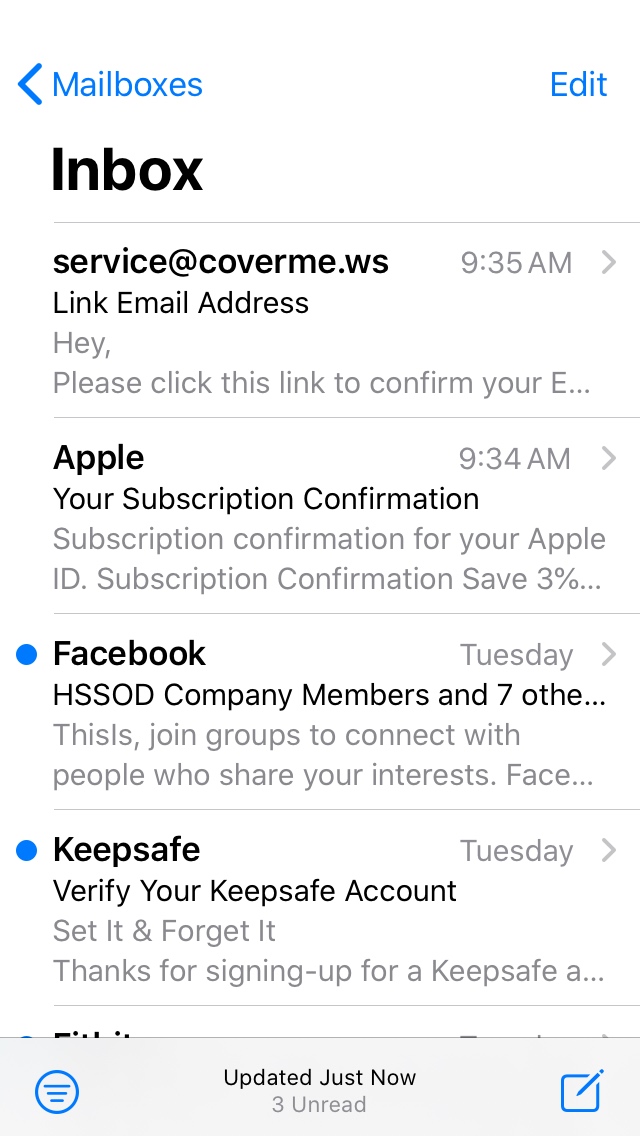 Mailboxes
Edit
Inbox
service@coverme.ws 9:35 AM
Link Email Address
Hey,
Please click this link to confirm your E...
Apple 9:34 AM
Your Subscription Confirmation
Subscription confirmation for your Apple
ID. Subscription Confirmation Save 3%...
Facebook Tuesday
HSSOD Company Members and 7 othe...
ThisIs, join groups to connect with
people who share your interests. Face...
Keepsafe Tuesday
Verify Your Keepsafe Account
Set It & Forget It
Thanks for signing-up for a Keepsafe a...
Updated Just Now
3 Unread